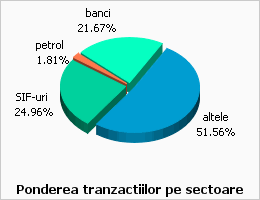 banci
21.67%
petrol
1.81%
SIF-uri
24.96%
altele
51.56%
Ponderea tranzactiilor pe sectoare